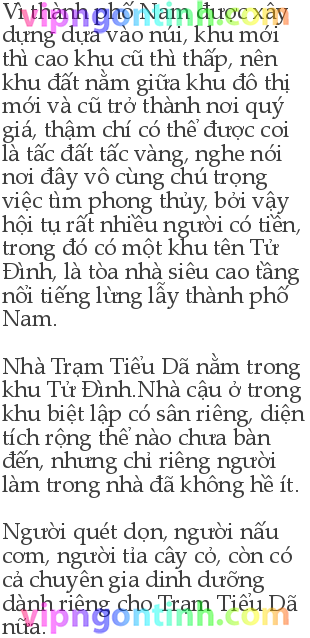 Vì thành phố Nam được xây
dựng dựa vào núi, khu mới
thì cao khu cũ thì thấp, nên
khu đất nằm giữa khu đô thị
mới và cũ trở thành nơi quý
giá, thậm chí có thể được coi
là tấc đất tấc vàng, nghe nói
nơi đây vô cùng chú trọng
việc tìm phong thủy, bởi vậy
hội tụ rất nhiều người có tiền,
trong đó có một khu tên Tử
Đình, là tòa nhà siêu cao tầng
nổi tiếng lừng lẫy thành phố
Nam.
Nhà Trạm Tiểu Dã nằm trong
khu Tử Đình.Nhà cậu ở trong
khu biệt lập có sân riêng, diện
tích rộng thế nào chưa bàn
đến, nhưng chỉ riêng người
làm trong nhà đã không hề ít.
Người quét dọn, người nấu
cơm, người tỉa cây cỏ, còn có
cả chuyên gia dinh dưỡng
dành riêng cho Trạm Tiểu Dã
nữa.
vipngontinh.com
vipngontinh.com